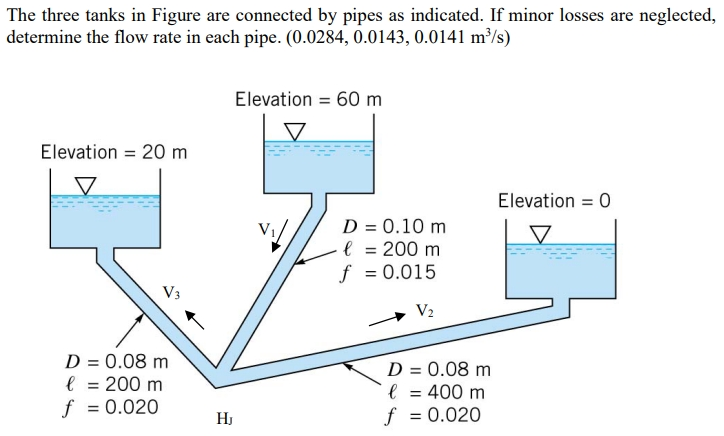 The three tanks in Figure are connected by pipes as indicated. If minor losses are neglected,
determine the flow rate in each pipe. (0.0284, 0.0143, 0.0141 m³/s)
Elevation = 60 m
Elevation = 20 m
Elevation = 0
V₁
D = 0.10 m
ℓ = 200 m
f = 0.015
V₃
V₂
D = 0.08 m
ℓ = 200 m
f = 0.020
D = 0.08 m
ℓ = 400 m
f = 0.020
Hⱼ